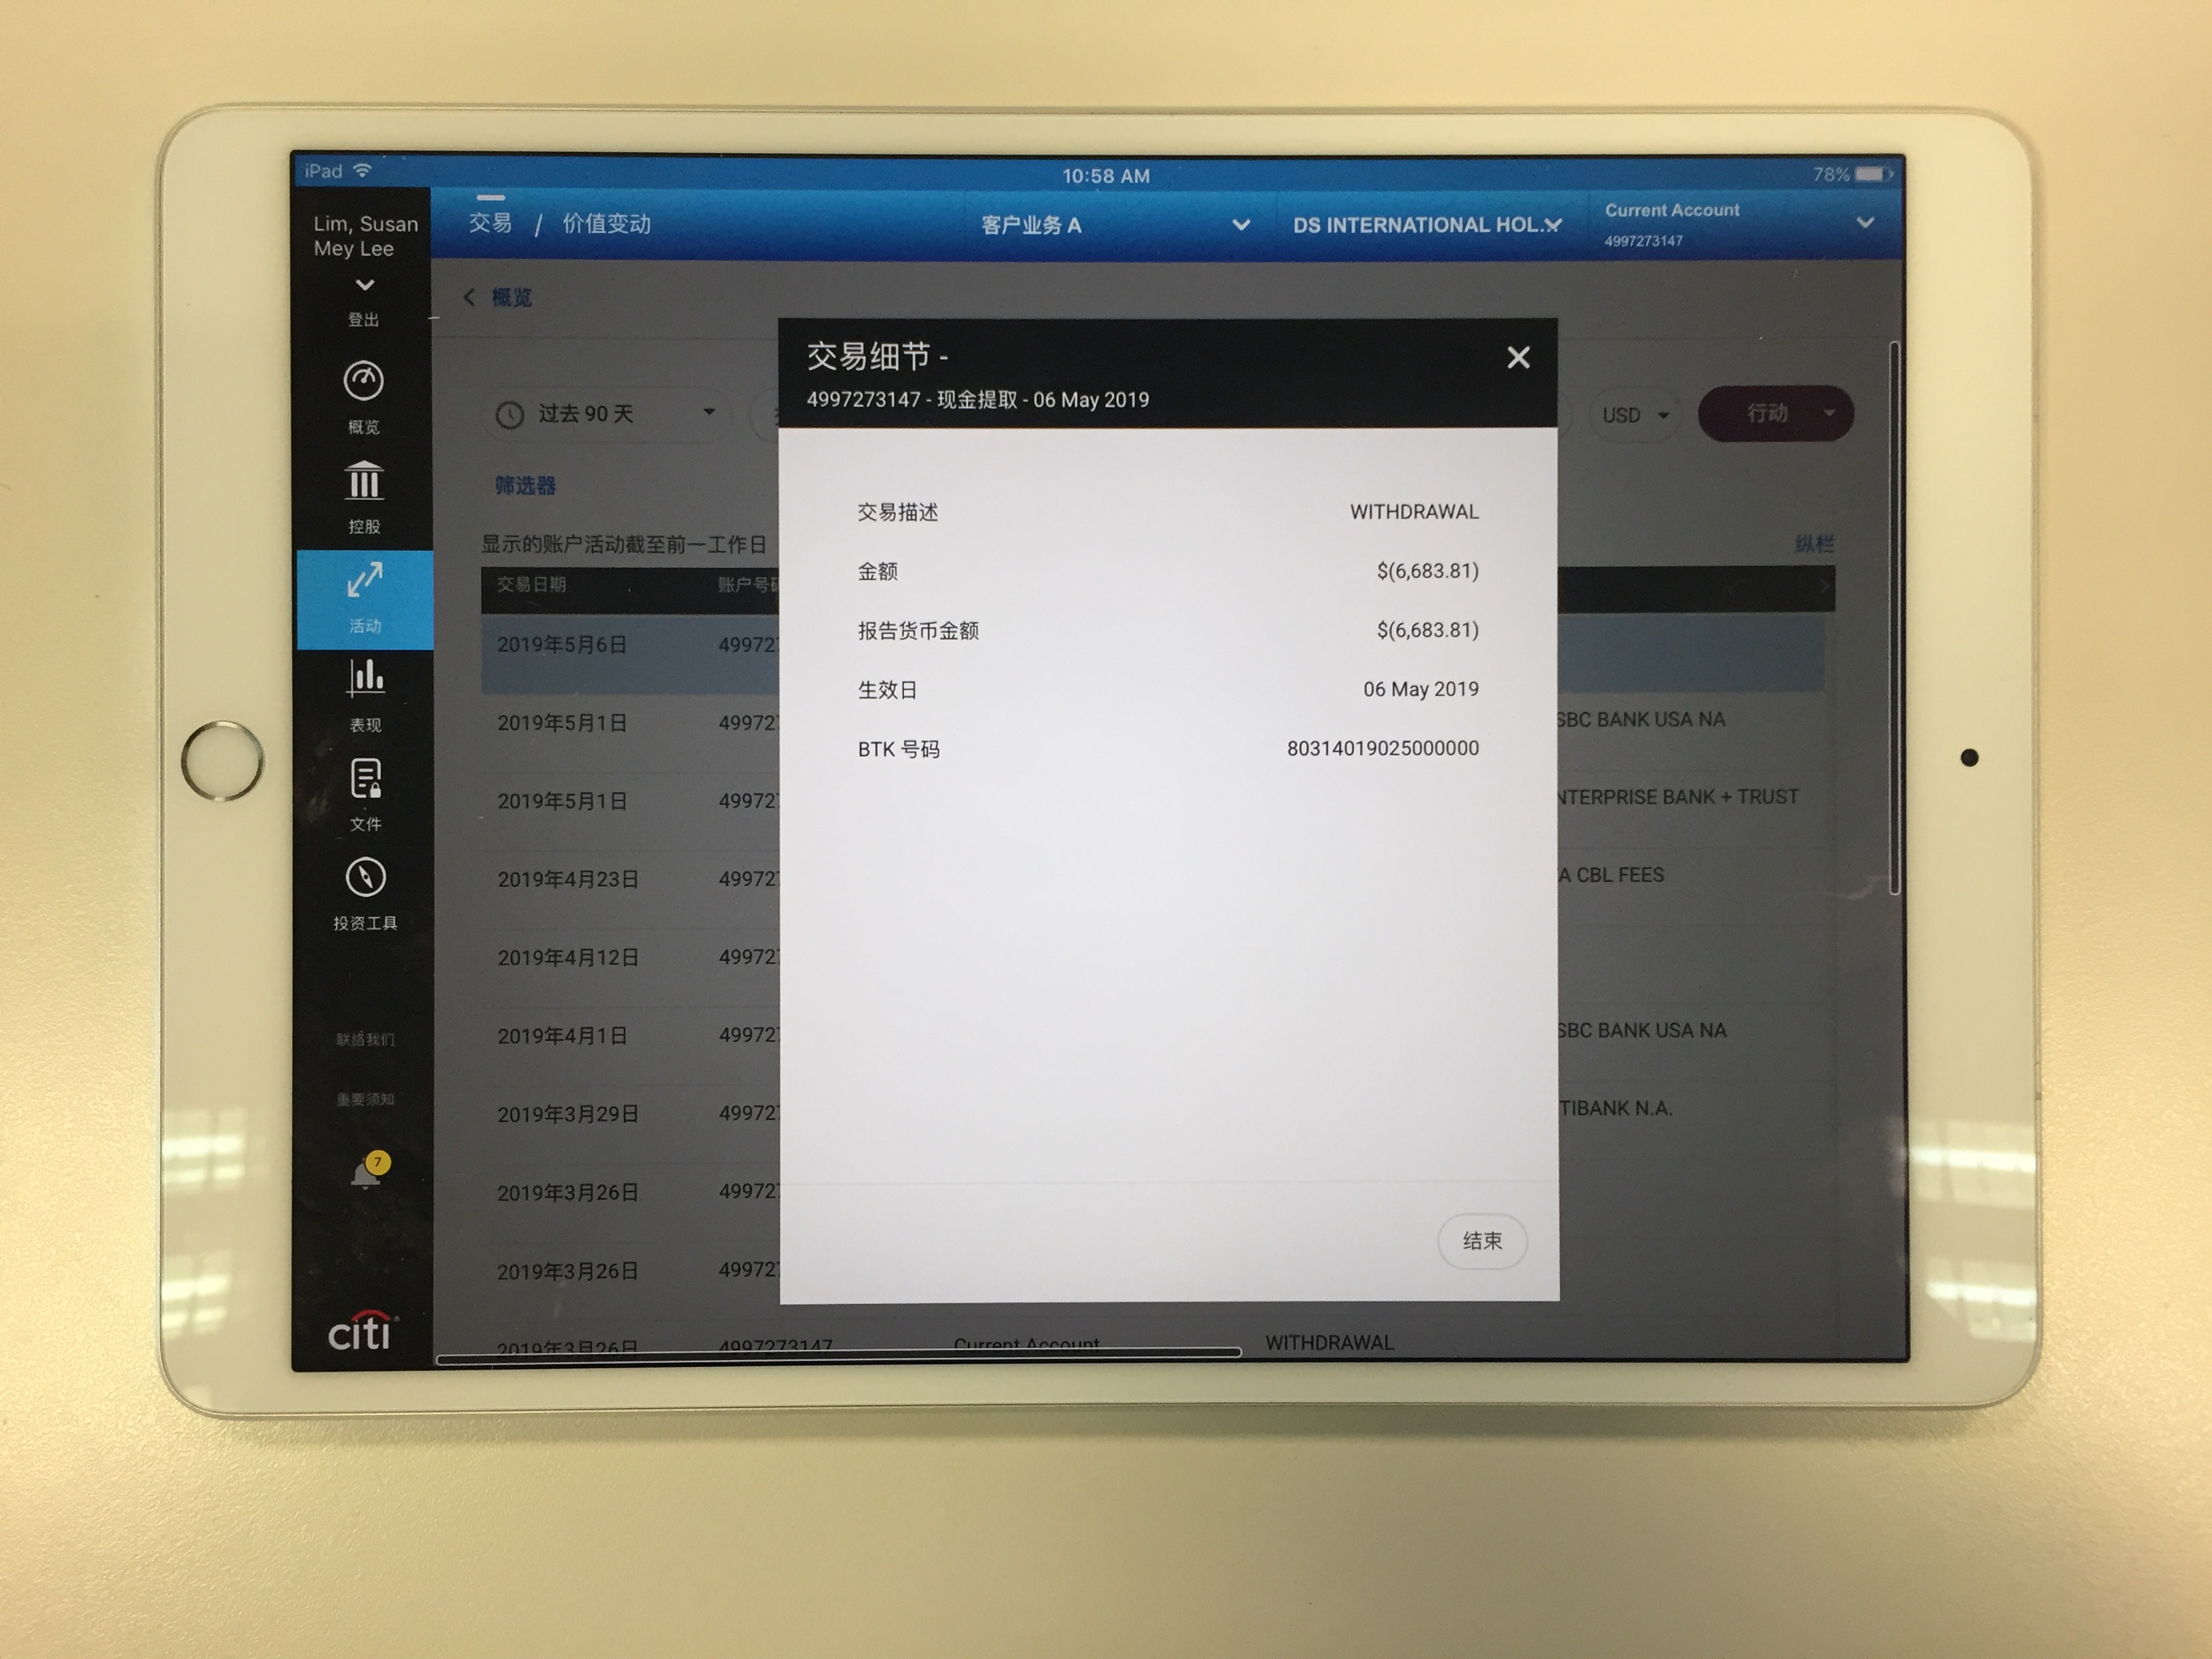 iPad
10:58 AM
78%
Lim, Susan
Mey Lee
登出
概览
控股
活动
表现
文件
投资工具
联络我们
重要须知
7
citi
交易 / 价值变动
客户业务 A
DS INTERNATIONAL HOL...
Current Account
4997273147
概览
过去 90 天
USD
行动
筛选器
显示的账户活动截至前一工作日
纵栏
交易日期 账户号码
2019年5月6日 49972
2019年5月1日 49972 SBC BANK USA NA
2019年5月1日 49972 NTERPRISE BANK + TRUST
2019年4月23日 49972 A CBL FEES
2019年4月12日 49972
2019年4月1日 49972 SBC BANK USA NA
2019年3月29日 49972 TIBANK N.A.
2019年3月26日 49972
2019年3月26日 49972
2019年3月26日 4997273147 Current Account WITHDRAWAL
交易细节 -
4997273147 - 现金提取 - 06 May 2019
交易描述 WITHDRAWAL
金额 $(6,683.81)
报告货币金额 $(6,683.81)
生效日 06 May 2019
BTK 号码 8031401902500000000
结束